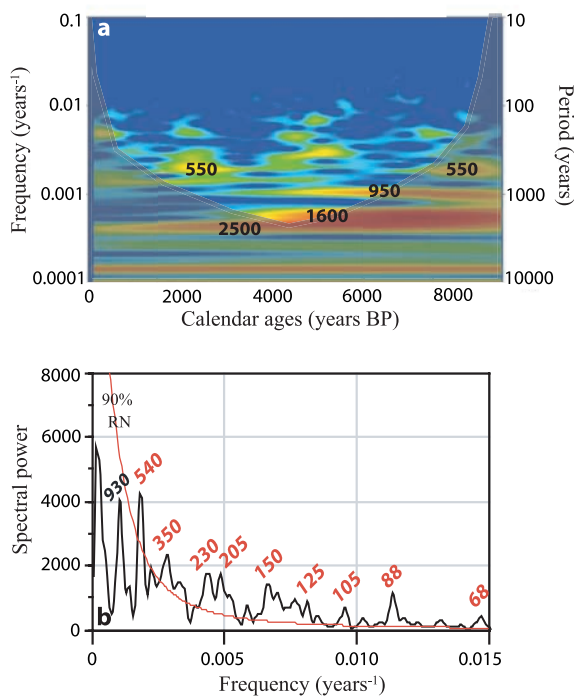 a
0.1
0.01
0.001
0.0001
Frequency (years-1)
10
100
1000
10000
Period (years)
550
550
950
1600
2500
0 2000 4000 6000 8000
Calendar ages (years BP)
8000
6000
4000
2000
0
Spectral power
90%
RN
930
540
350
230
205
150
125
105
88
68
b
0 0.005 0.010 0.015
Frequency (years-1)